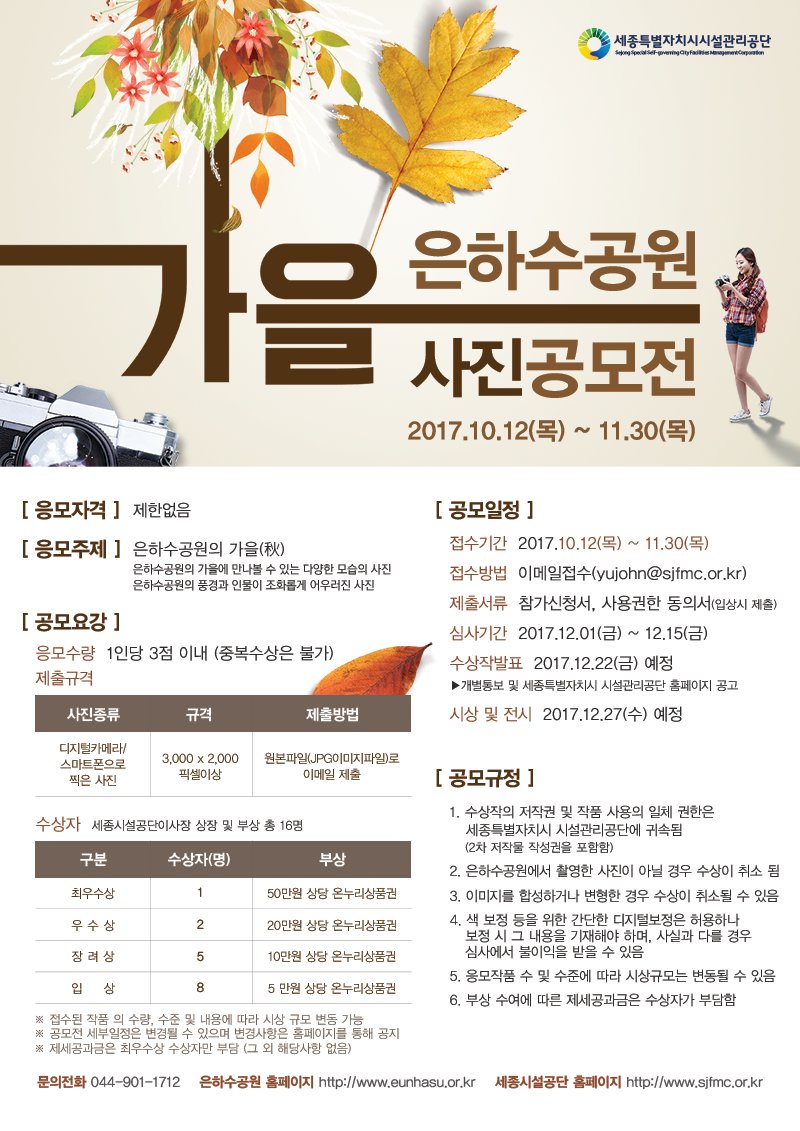 세종특별자치시시설관리공단
Sejong Special Self-governing City Facilities Management Corporation
가을
은하수공원
사진공모전
2017.10.12(목) ~ 11.30(목)
[ 응모자격 ] 제한없음
[ 응모주제 ] 은하수공원의 가을(秋)
은하수공원의 가을에 만나볼 수 있는 다양한 모습의 사진
은하수공원의 풍경과 인물이 조화롭게 어우러진 사진
[ 공모요강 ]
응모수량 1인당 3점 이내 (중복수상은 불가)
제출규격
사진종류 규격 제출방법
디지털카메라/
스마트폰으로
찍은 사진
3,000 x 2,000
픽셀이상
원본파일(JPG이미지파일)로
이메일 제출
수상자 세종시설공단이사장 상장 및 부상 총 16명
구분 수상자(명) 부상
최우수상 1 50만원 상당 온누리상품권
우 수 상 2 20만원 상당 온누리상품권
장 려 상 5 10만원 상당 온누리상품권
입 상 8 5 만원 상당 온누리상품권
※ 접수된 작품 의 수량, 수준 및 내용에 따라 시상 규모 변동 가능
※ 공모전 세부일정은 변경될 수 있으며 변경사항은 홈페이지를 통해 공지
※ 제세공과금은 최우수상 수상자만 부담 (그 외 해당사항 없음)
[ 공모일정 ]
접수기간 2017.10.12(목) ~ 11.30(목)
접수방법 이메일접수(yujohn@sjfmc.or.kr)
제출서류 참가신청서, 사용권한 동의서(입상시 제출)
심사기간 2017.12.01(금) ~ 12.15(금)
수상작발표 2017.12.22(금) 예정
▶개별통보 및 세종특별자치시 시설관리공단 홈페이지 공고
시상 및 전시 2017.12.27(수) 예정
[ 공모규정 ]
1. 수상작의 저작권 및 작품 사용의 일체 권한은
세종특별자치시 시설관리공단에 귀속됨
(2차 저작물 작성권을 포함함)
2. 은하수공원에서 촬영한 사진이 아닐 경우 수상이 취소 됨
3. 이미지를 합성하거나 변형한 경우 수상이 취소될 수 있음
4. 색 보정 등을 위한 간단한 디지털보정은 허용하나
보정 시 그 내용을 기재해야 하며, 사실과 다를 경우
심사에서 불이익을 받을 수 있음
5. 응모작품 수 및 수준에 따라 시상규모는 변동될 수 있음
6. 부상 수여에 따른 제세공과금은 수상자가 부담함
문의전화 044-901-1712 은하수공원 홈페이지 http://www.eunhasu.or.kr 세종시설공단 홈페이지 http://www.sjfmc.or.kr